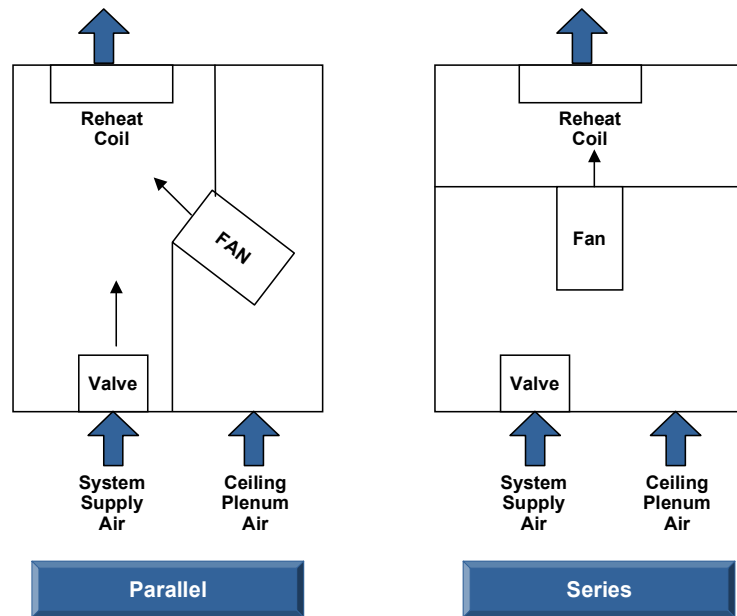 Reheat
Coil
FAN
Valve
System
Supply
Air
Ceiling
Plenum
Air
Parallel
Reheat
Coil
Fan
Valve
System
Supply
Air
Ceiling
Plenum
Air
Series